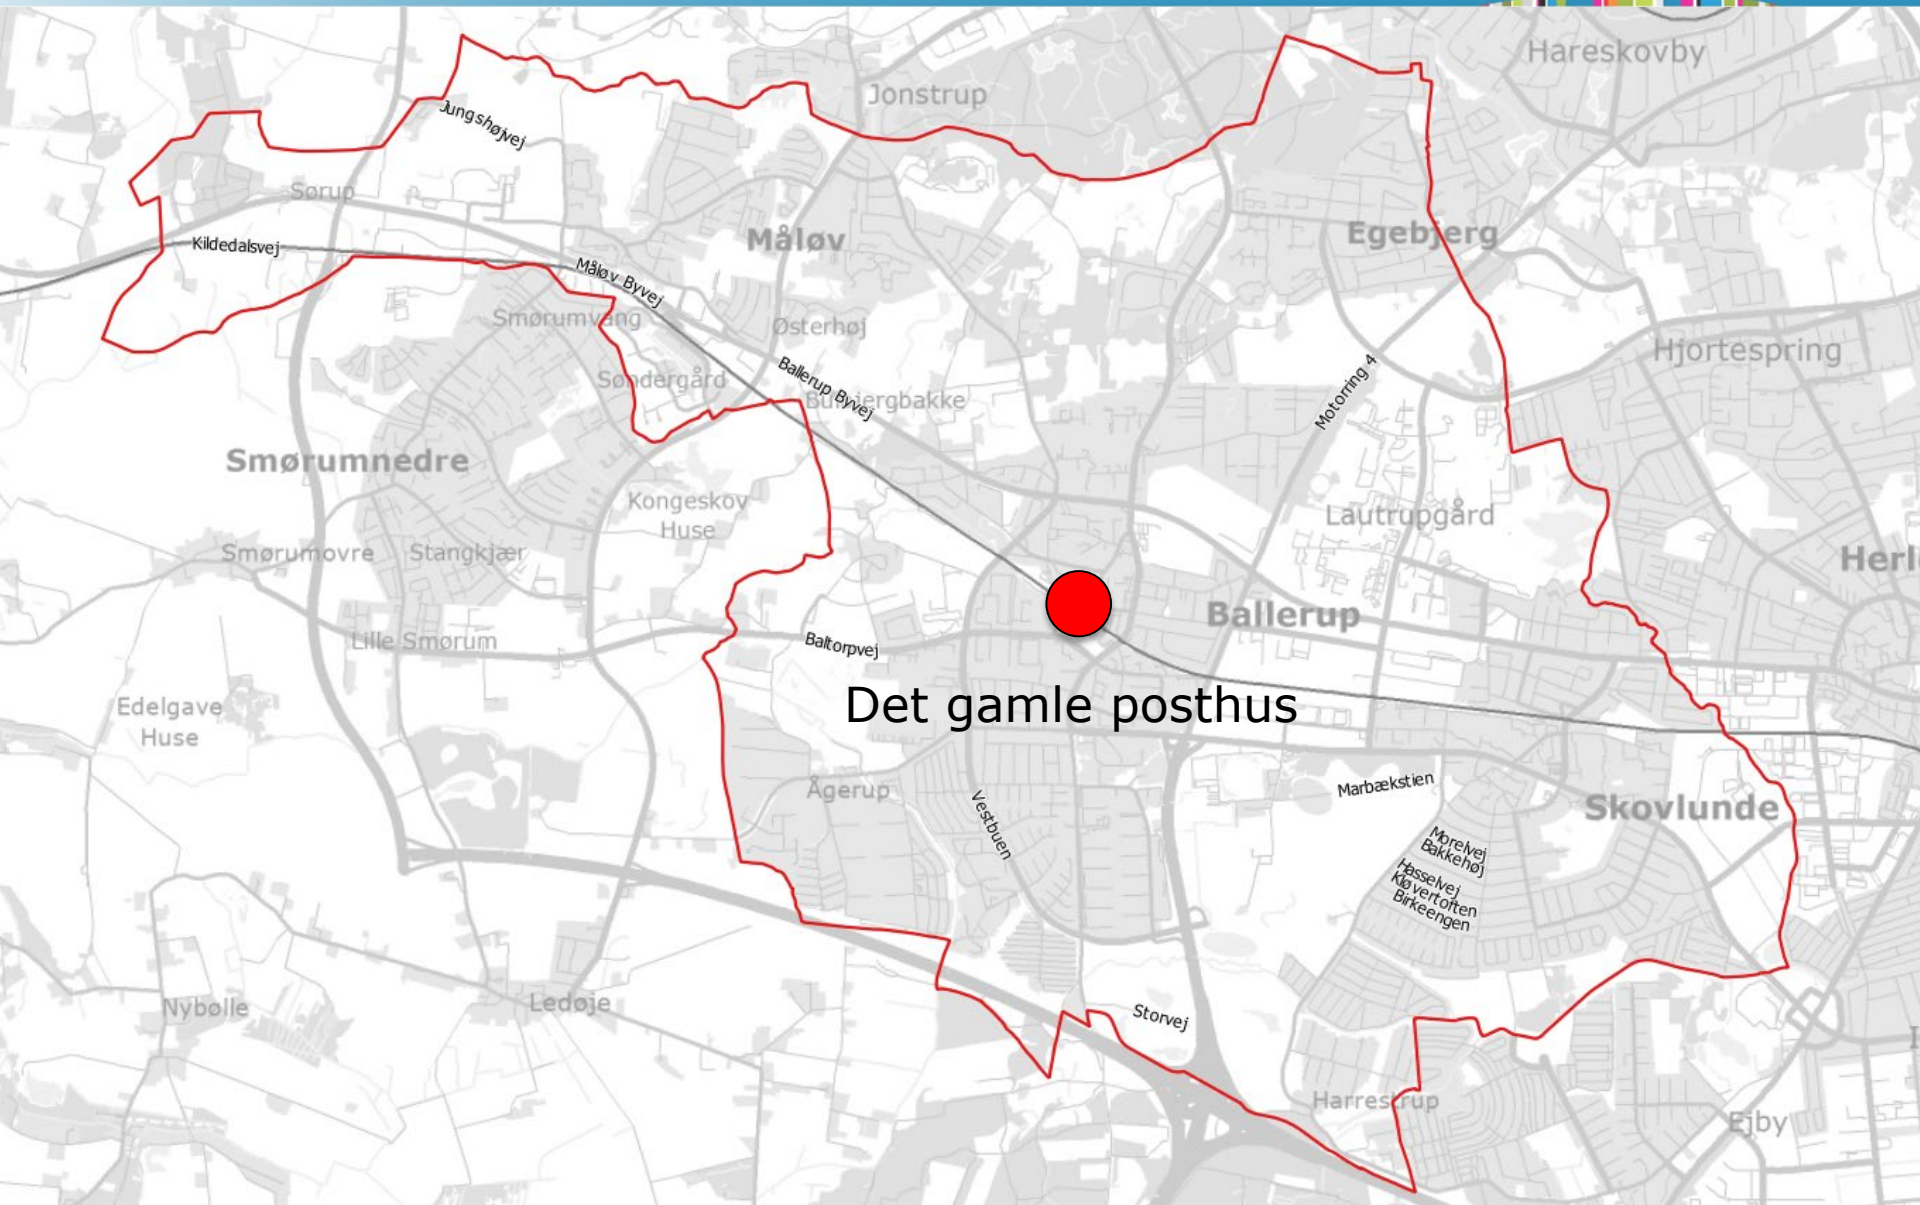 Hareskovby
Jonstrup
Jungshøjvej
Sørup
Kildedalsvej
Måløv
Egebjerg
Måløv Byvej
Smørumvang
Østerhøj
Hjortespring
Søndergård
Ballerup Byvej
Motorring 4
Smørumnedre
Kongeskov
Huse
Lautrupgård
Smørumovre
Stangkjær
Ballerup
Lille Smørum
Baltorpvej
Edelgave
Huse
Det gamle posthus
Ågerup
Vestbuen
Marbækstien
Skovlunde
Morelvej
Bakkehøj
Hasselvej
Kløvertoften
Birkeengen
Nybølle
Ledøje
Storvej
Harrestrup
Ejby